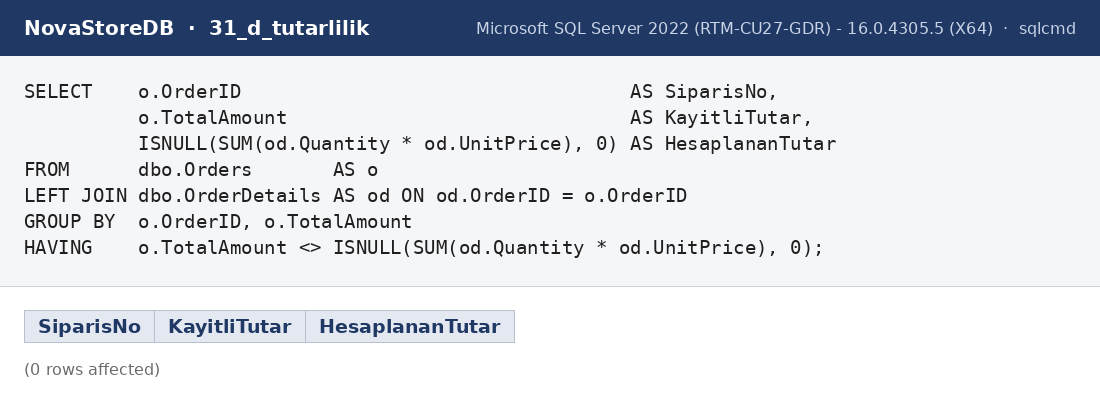 NovaStoreDB · 31_d_tutarlilik
Microsoft SQL Server 2022 (RTM-CU27-GDR) - 16.0.4305.5 (X64) · sqlcmd
SELECT    o.OrderID                                  AS SiparisNo,
          o.TotalAmount                              AS KayitliTutar,
          ISNULL(SUM(od.Quantity * od.UnitPrice), 0) AS HesaplananTutar
FROM      dbo.Orders       AS o
LEFT JOIN dbo.OrderDetails AS od ON od.OrderID = o.OrderID
GROUP BY  o.OrderID, o.TotalAmount
HAVING    o.TotalAmount <> ISNULL(SUM(od.Quantity * od.UnitPrice), 0);
SiparisNo KayitliTutar HesaplananTutar
(0 rows affected)